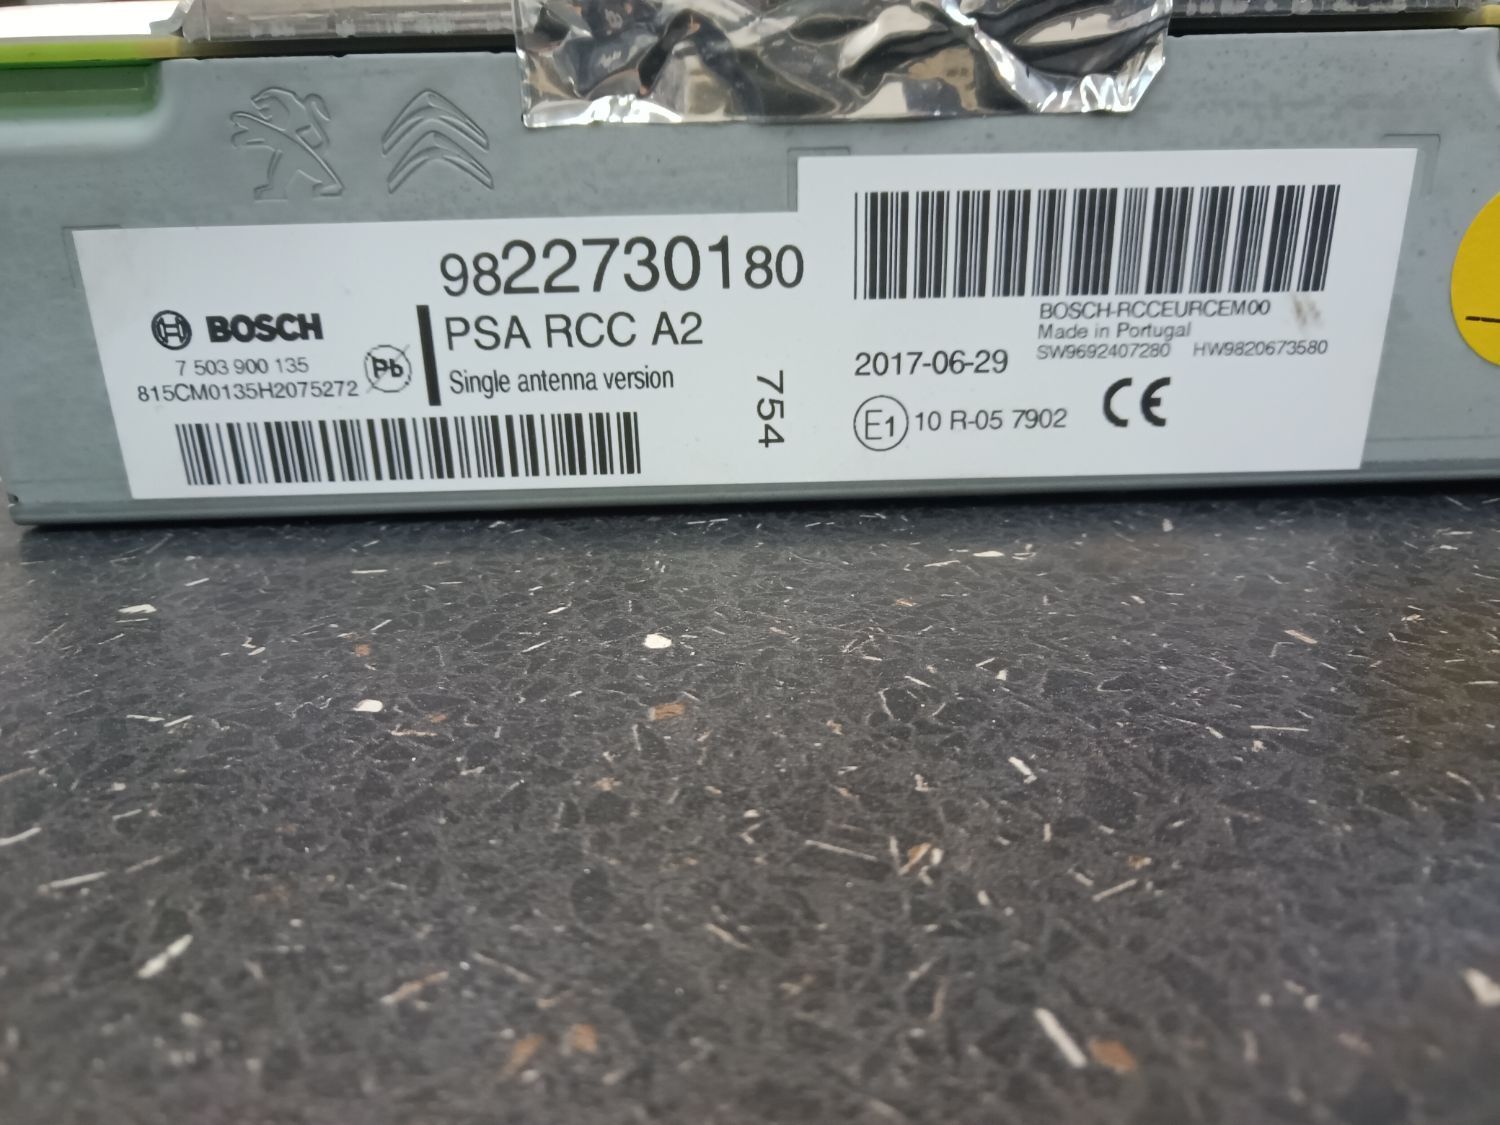 9822730180
BOSCH
PSA RCC A2
7 503 900 135
Pb
815CM0135H2075272
Single antenna version
754
BOSCH-RCCEURCEM00
Made in Portugal
2017-06-29
SW9692407280 HW9820673580
E1 10 R-05 7902 CE